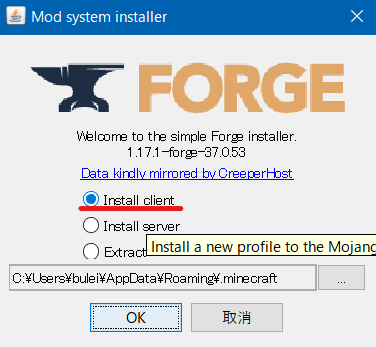 Mod system installer
FORGE
Welcome to the simple Forge installer.
1.17.1-forge-37.0.53
Data kindly mirrored by CreeperHost
Install client
Install server
Extract
Install a new profile to the Mojang
C:¥Users¥bulei¥AppData¥Roaming¥.minecraft
...
OK
取消